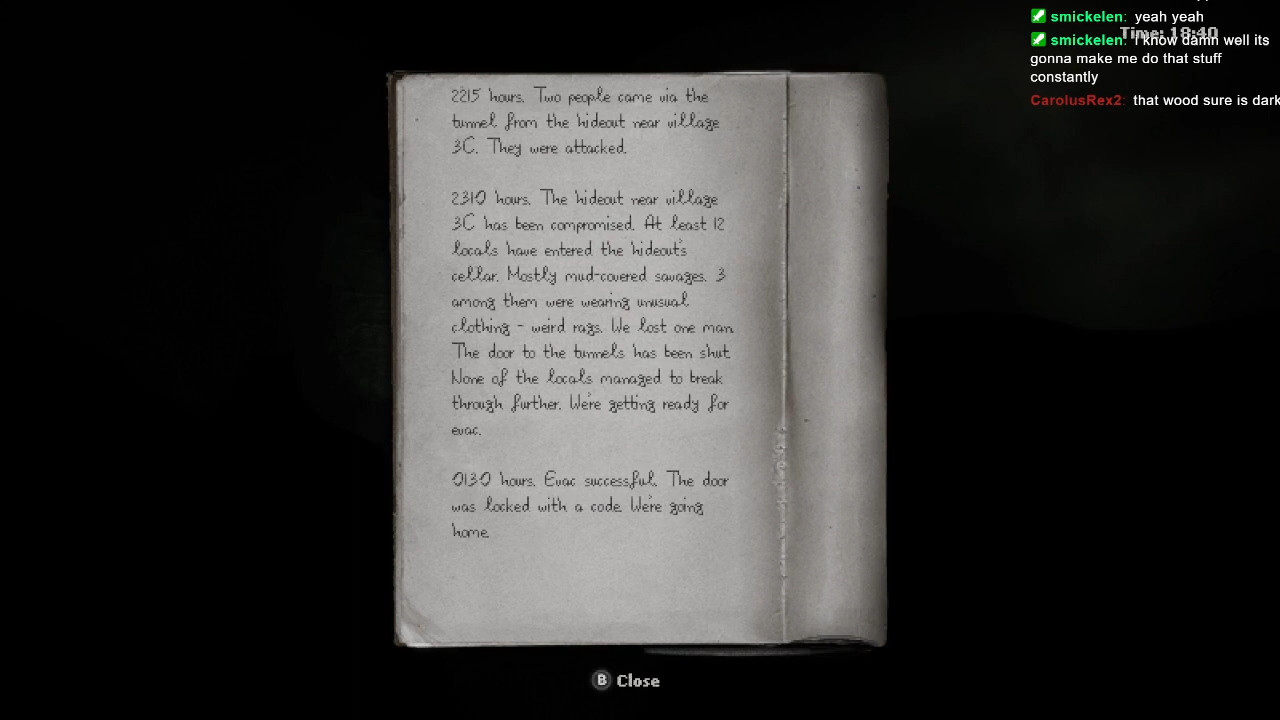 smickelen: yeah yeah
Time: 18:40
smickelen: I know damn well its
gonna make me do that stuff
constantly
CarolusRex2: that wood sure is dark
2215 hours. Two people came via the
tunnel from the hideout near village
3C. They were attacked.
2310 hours. The hideout near village
3C has been compromised. At least 12
locals have entered the hideout's
cellar. Mostly mud-covered savages. 3
among them were wearing unusual
clothing - weird rags. We lost one man.
The door to the tunnels has been shut.
None of the locals managed to break
through further. We're getting ready for
evac.
0130 hours. Evac successful. The door
was locked with a code. We're going
home.
B Close